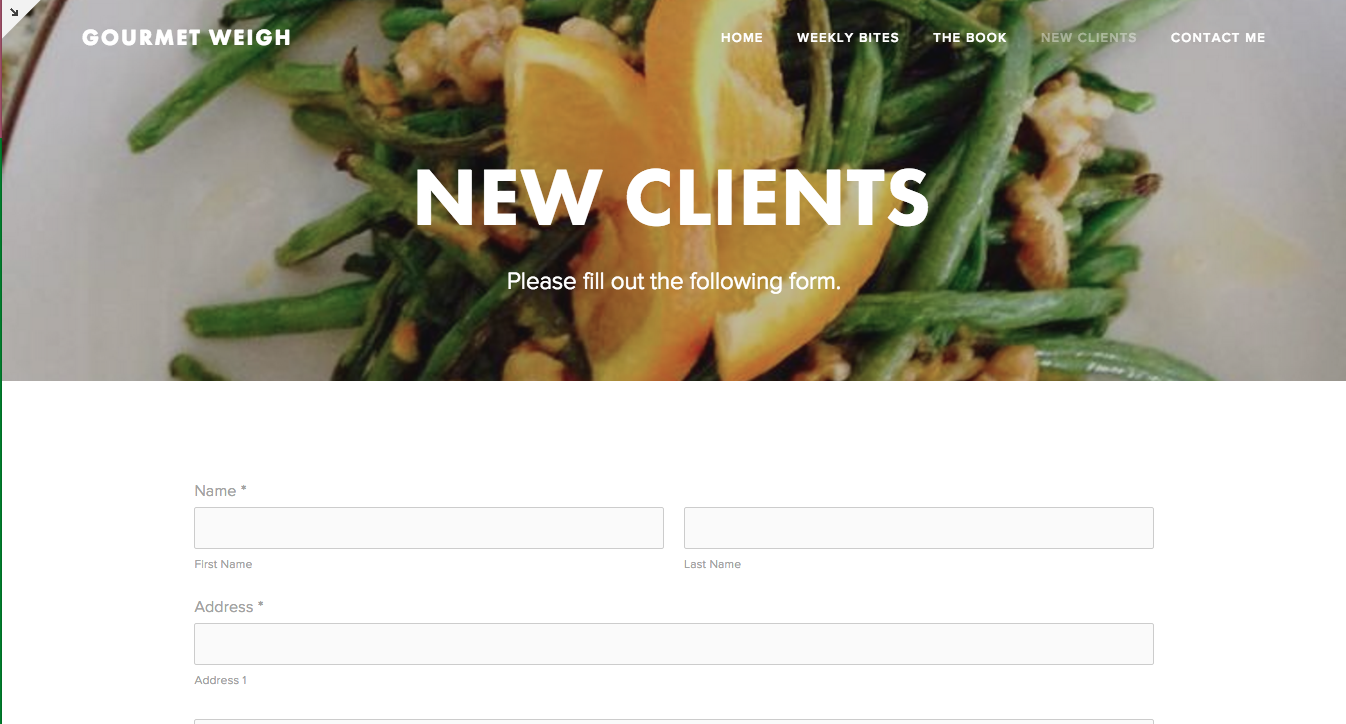 GOURMET WEIGH
HOME WEEKLY BITES THE BOOK NEW CLIENTS CONTACT ME
NEW CLIENTS
Please fill out the following form.
Name *
First Name Last Name
Address *
Address 1